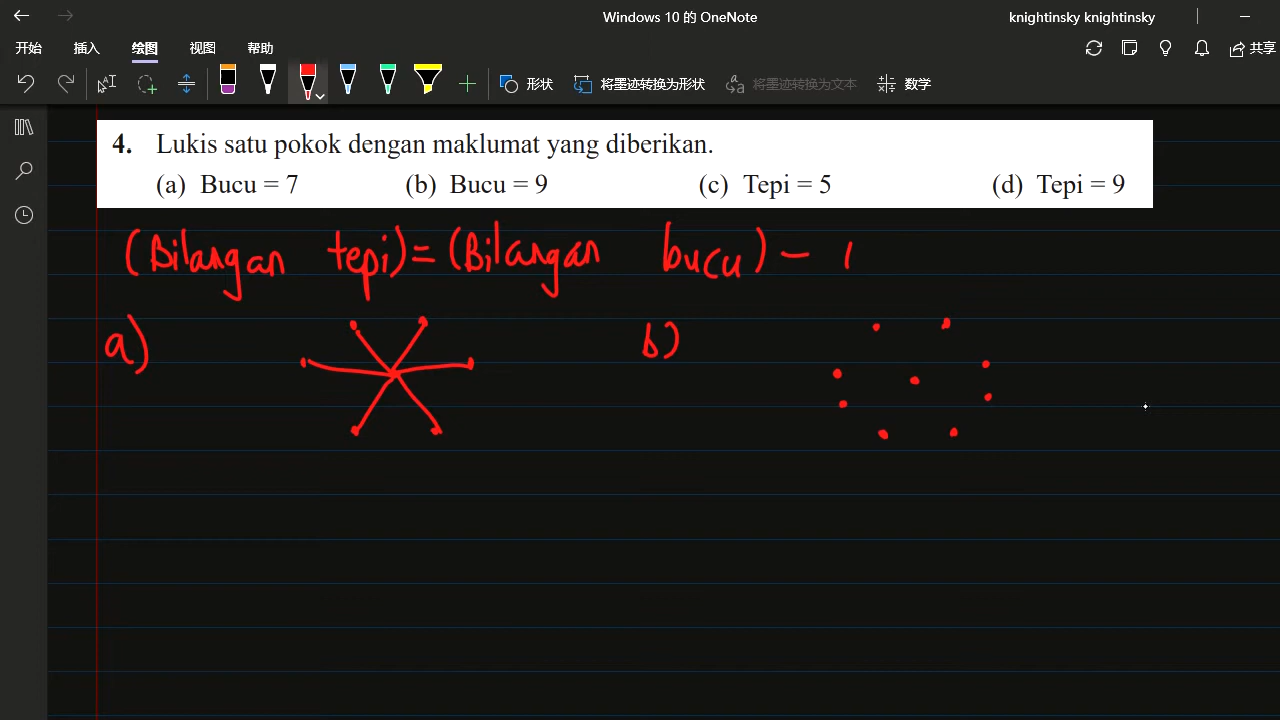 Windows 10 的 OneNote
knightinsky knightinsky
开始 插入 绘图 视图 帮助 共享
形状 将墨迹转换为形状 将墨迹转换为文本 数学
4. Lukis satu pokok dengan maklumat yang diberikan.
(a) Bucu = 7 (b) Bucu = 9 (c) Tepi = 5 (d) Tepi = 9
(Bilangan tepi) = (Bilangan bucu) - 1
a) b)